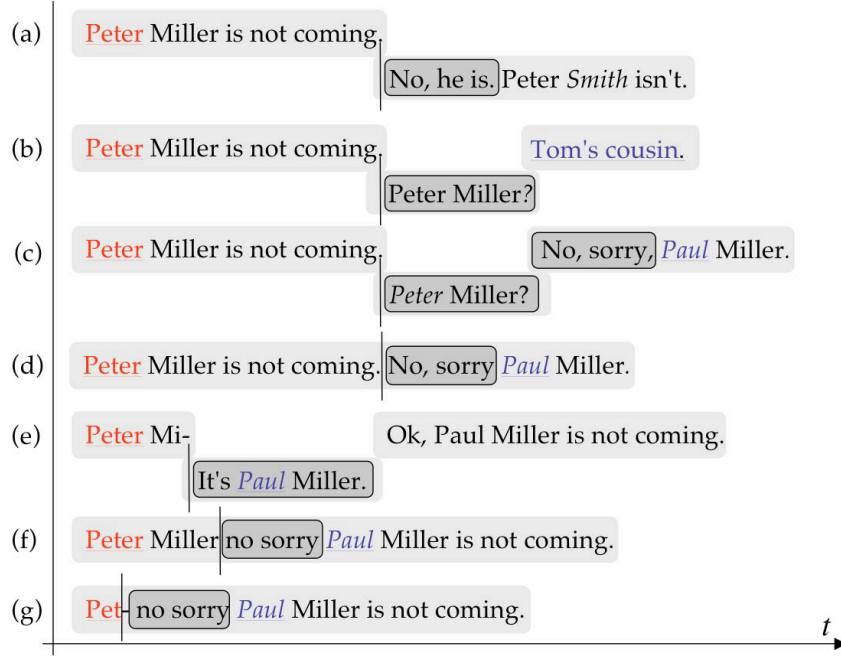 (a) Peter Miller is not coming.
No, he is. Peter Smith isn't.
(b) Peter Miller is not coming. Tom's cousin.
Peter Miller?
(c) Peter Miller is not coming. No, sorry, Paul Miller.
Peter Miller?
(d) Peter Miller is not coming. No, sorry Paul Miller.
(e) Peter Mi- Ok, Paul Miller is not coming.
It's Paul Miller.
(f) Peter Miller no sorry Paul Miller is not coming.
(g) Pet- no sorry Paul Miller is not coming.
t